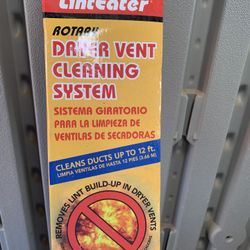 LintEater
ROTARY
DRYER VENT
CLEANING
SYSTEM
SISTEMA GIRATORIO
PARA LA LIMPIEZA DE
VENTILAS DE SECADORAS
CLEANS DUCTS UP TO 12 ft.
LIMPIA VENTILAS DE HASTA 12 PIES (3.66 M).
REMOVES LINT BUILD-UP IN DRYER VENTS